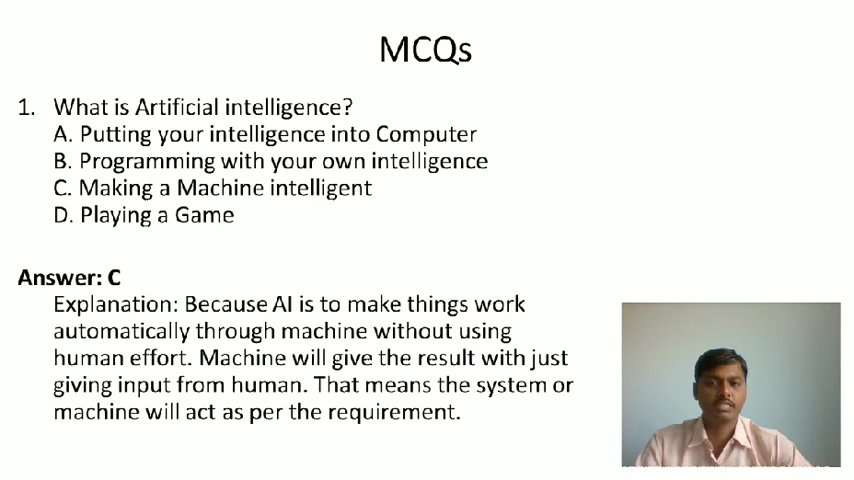 MCQs
1. What is Artificial intelligence?
A. Putting your intelligence into Computer
B. Programming with your own intelligence
C. Making a Machine intelligent
D. Playing a Game
Answer: C
Explanation: Because AI is to make things work
automatically through machine without using
human effort. Machine will give the result with just
giving input from human. That means the system or
machine will act as per the requirement.